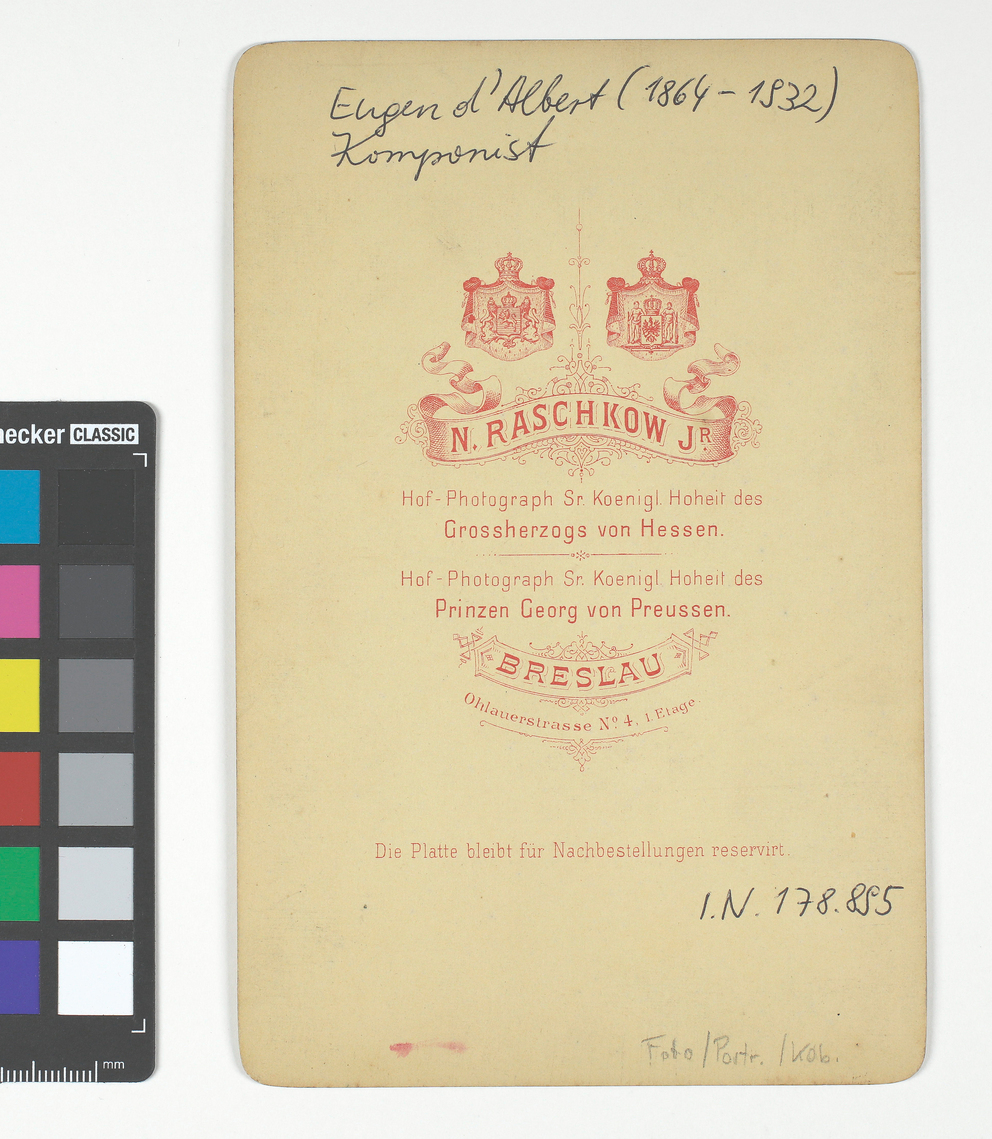 Eugen d'Albert (1864 - 1932)
Komponist
N. RASCHKOW JR.
Hof-Photograph Sr. Koenigl. Hoheit des
Grossherzogs von Hessen.
Hof-Photograph Sr. Koenigl. Hoheit des
Prinzen Georg von Preussen.
BRESLAU
Ohlauerstrasse No 4, 1. Etage.
Die Platte bleibt für Nachbestellungen reservirt.
I.N. 178.895
Foto / Portr. / Kab.
CLASSIC
mm